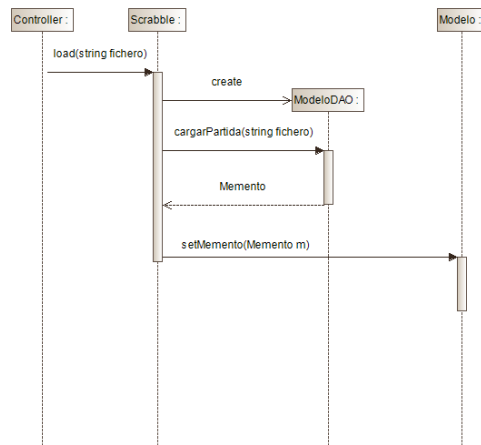 Controller :
Scrabble :
Modelo :
load(string fichero)
create
ModeloDAO :
cargarPartida(string fichero)
Memento
setMemento(Memento m)